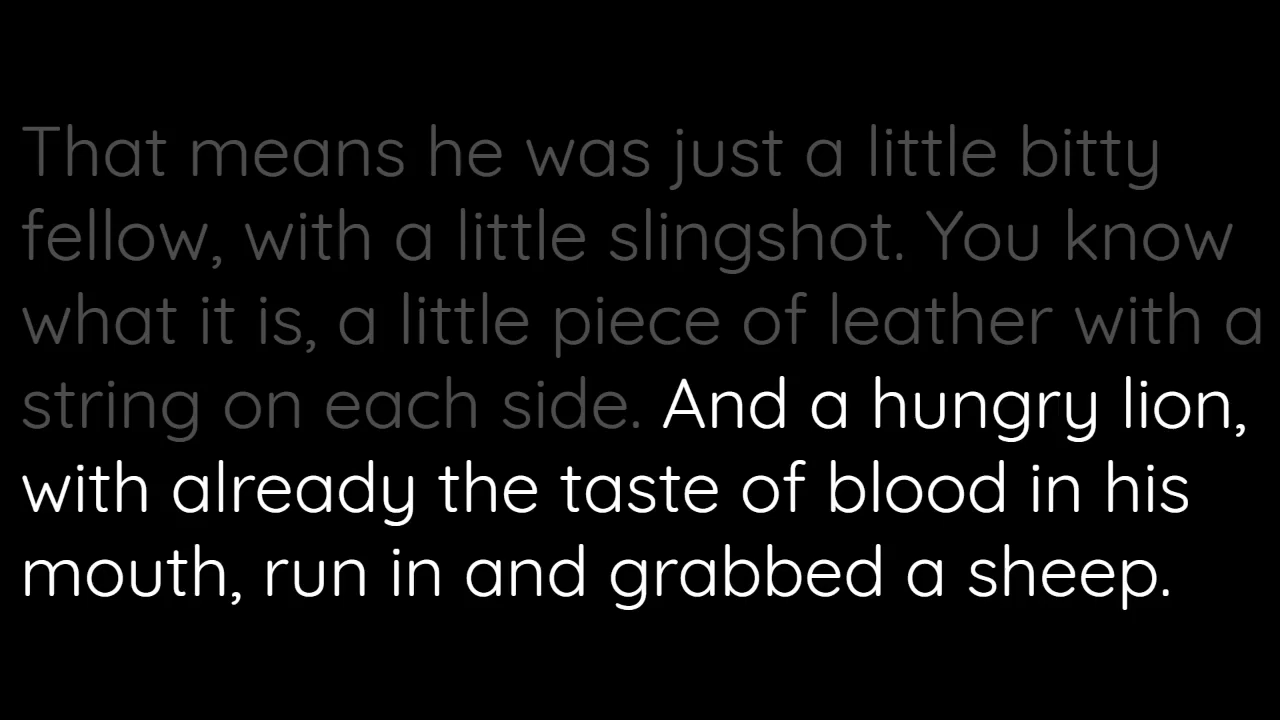 That means he was just a little bitty
fellow, with a little slingshot. You know
what it is, a little piece of leather with a
string on each side. And a hungry lion,
with already the taste of blood in his
mouth, run in and grabbed a sheep.